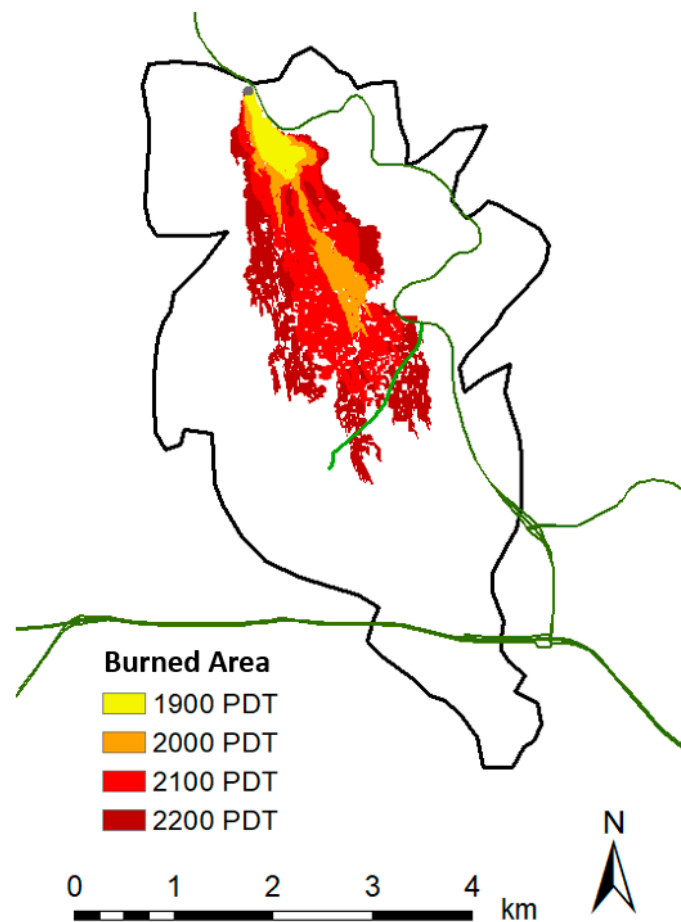 Burned Area
1900 PDT
2000 PDT
2100 PDT
2200 PDT
N
0 1 2 3 4
km